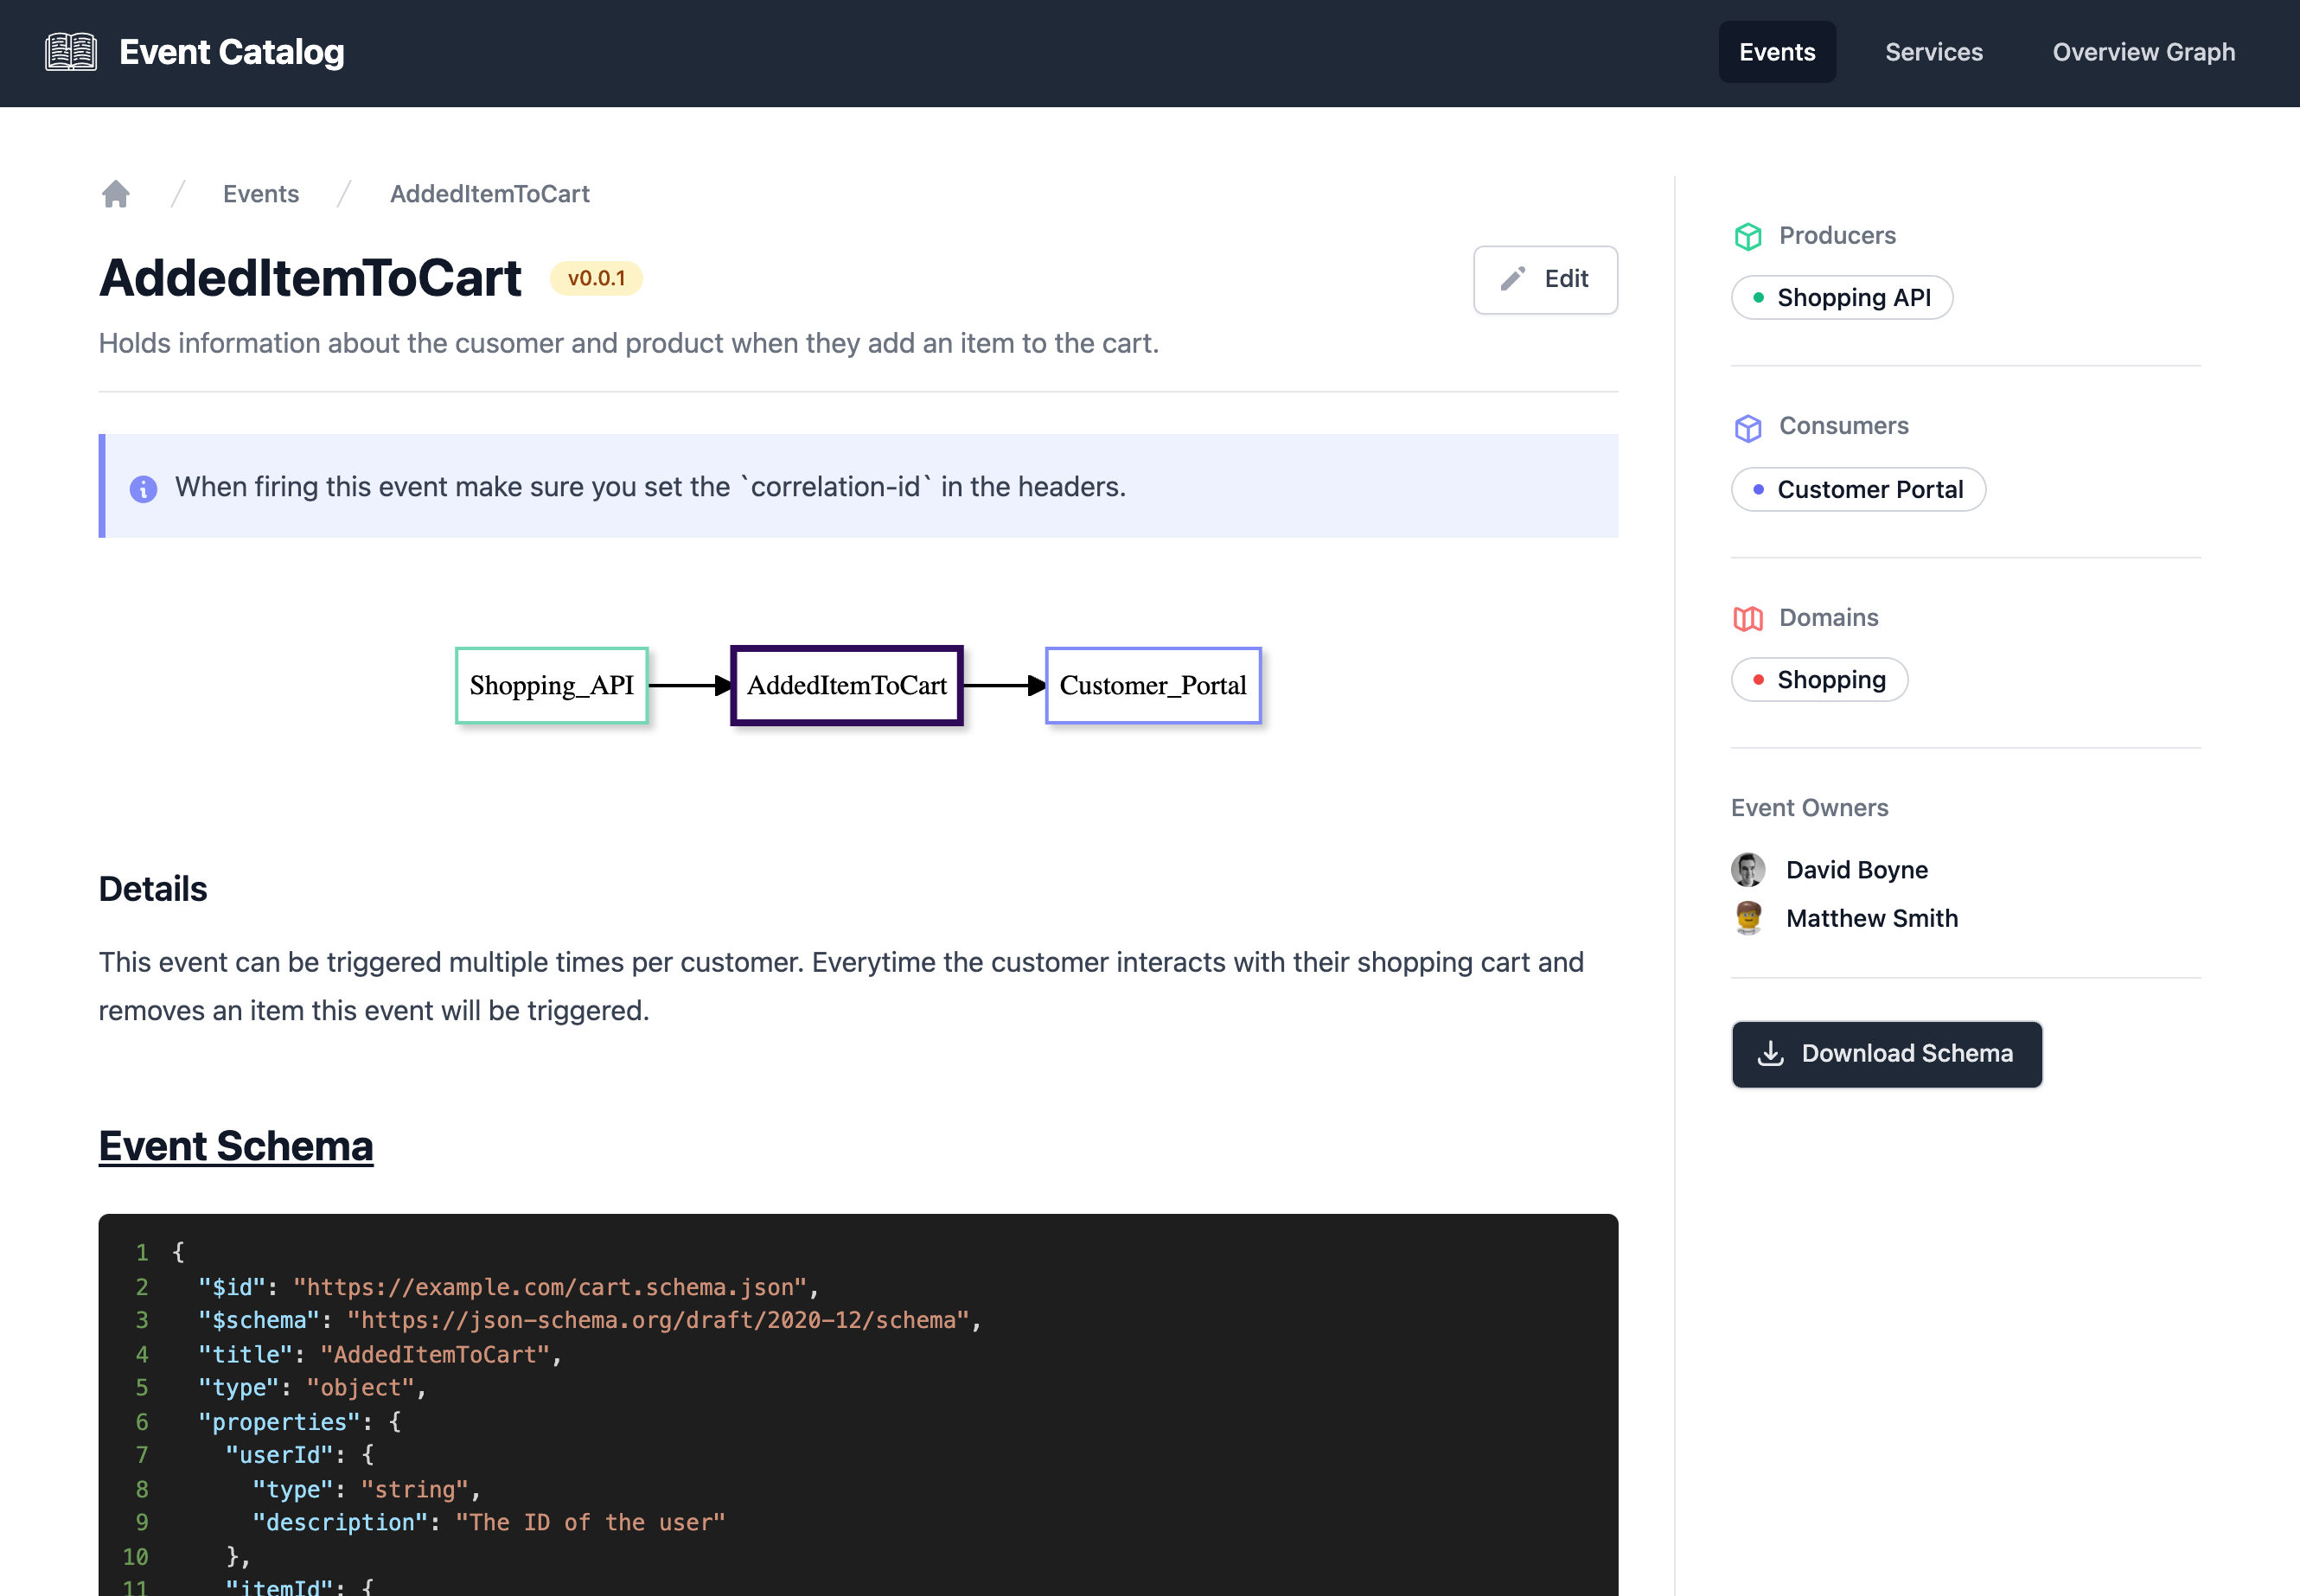 Event Catalog
Events
Services
Overview Graph
Events
AddedItemToCart
AddedItemToCart
v0.0.1
Edit
Holds information about the cusomer and product when they add an item to the cart.
When firing this event make sure you set the `correlation-id` in the headers.
Shopping_API
AddedItemToCart
Customer_Portal
Details
This event can be triggered multiple times per customer. Everytime the customer interacts with their shopping cart and
removes an item this event will be triggered.
Event Schema
1 {
2 "$id": "https://example.com/cart.schema.json",
3 "$schema": "https://json-schema.org/draft/2020-12/schema",
4 "title": "AddedItemToCart",
5 "type": "object",
6 "properties": {
7 "userId": {
8 "type": "string",
9 "description": "The ID of the user"
10 },
11 "itemId": {
Producers
Shopping API
Consumers
Customer Portal
Domains
Shopping
Event Owners
David Boyne
Matthew Smith
Download Schema